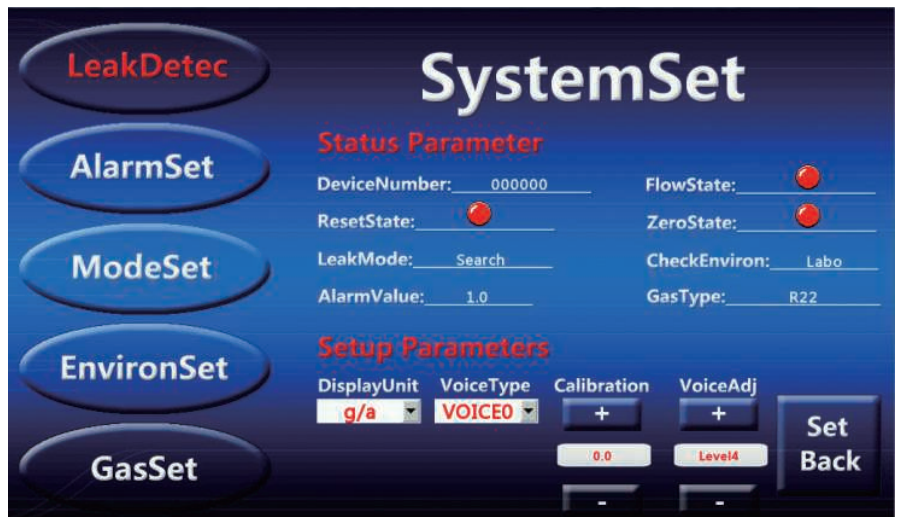 LeakDetec
AlarmSet
ModeSet
EnvironSet
GasSet
SystemSet
Status Parameter
DeviceNumber: 000000 FlowState:
ResetState: ZeroState:
LeakMode: Search CheckEnviron: Labo
AlarmValue: 1.0 GasType: R22
Setup Parameters
DisplayUnit VoiceType Calibration VoiceAdj
g/a VOICE0 + +
0.0 Level4
- -
Set
Back